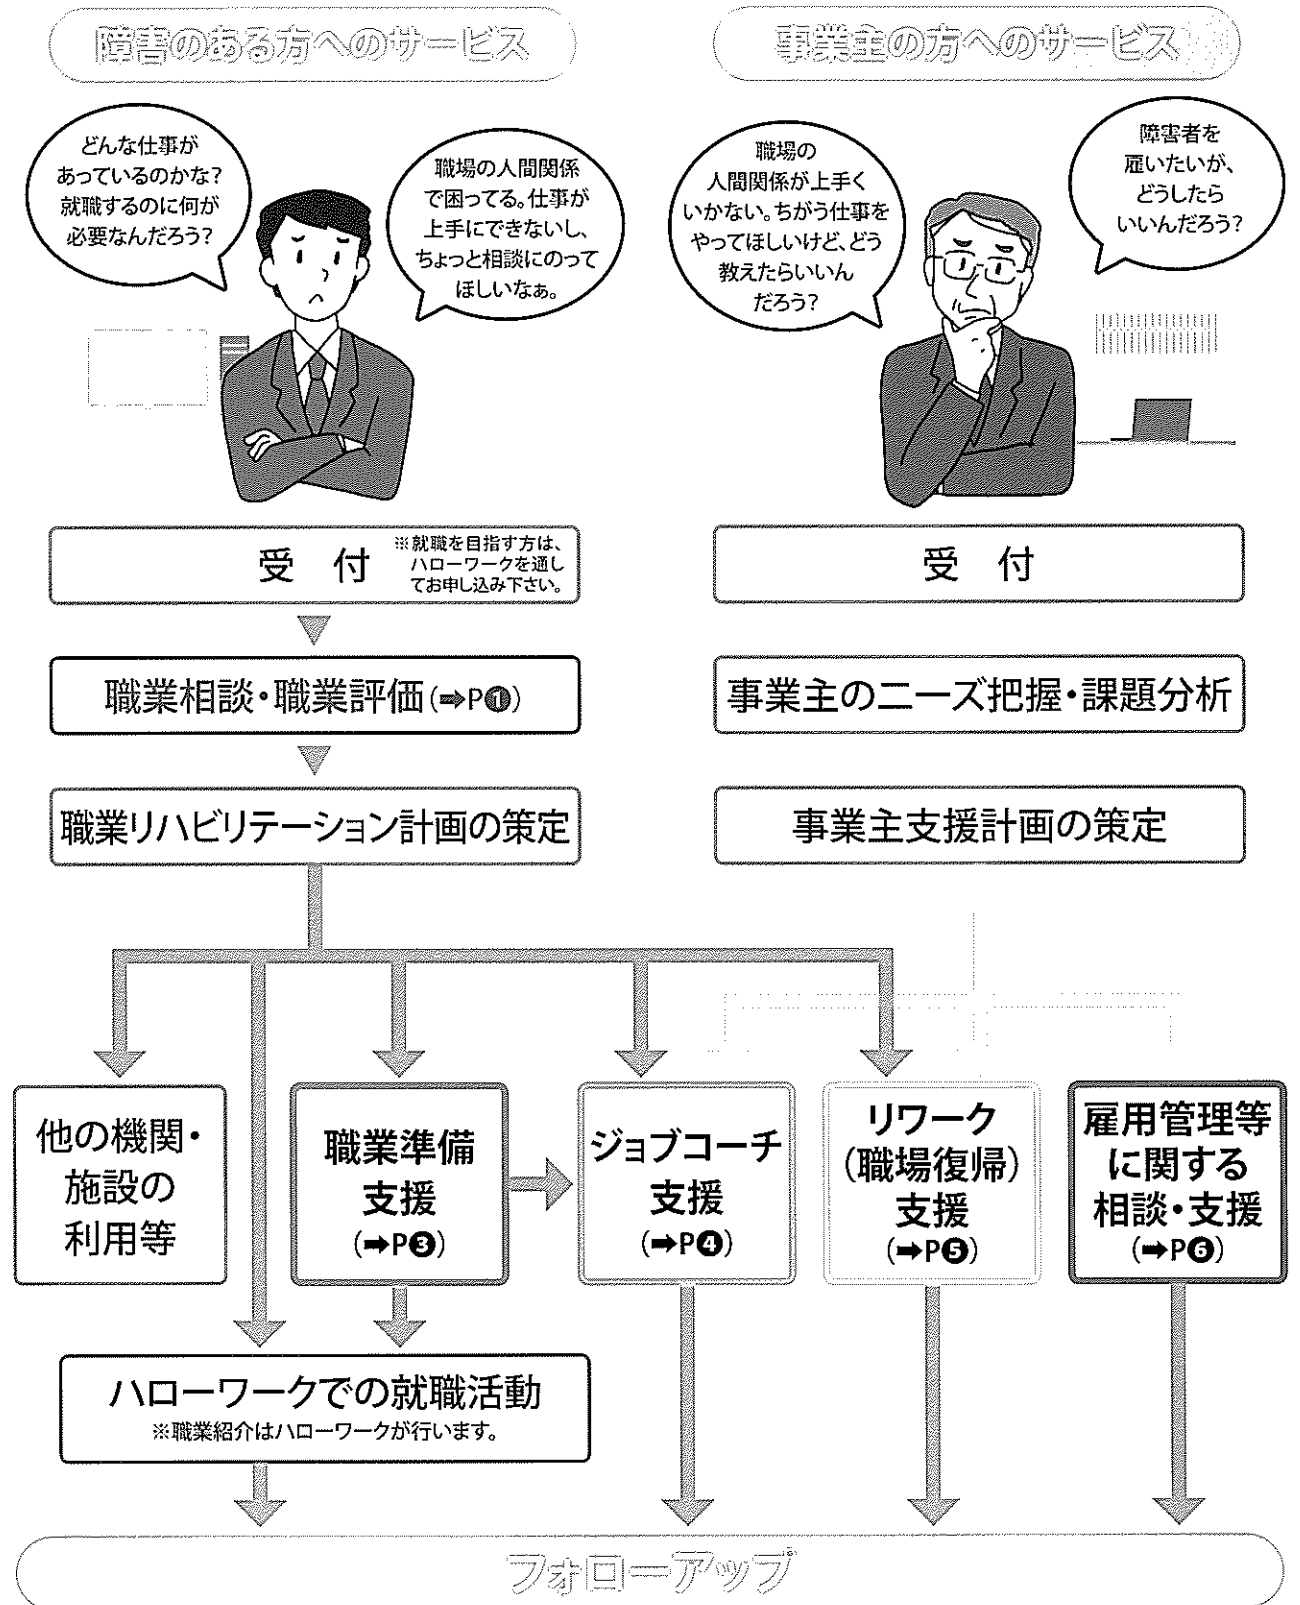 障害のある方へのサービス
どんな仕事が
あっているのかな?
就職するのに何が
必要なんだろう?
職場の人間関係
で困ってる。仕事が
上手にできないし、
ちょっと相談にのって
ほしいなぁ。
事業主の方へのサービス
職場の
人間関係が上手く
いかない。ちがう仕事を
やってほしいけど、どう
教えたらいいん
だろう?
障害者を
雇いたいが、
どうしたら
いいんだろう?
受 付
※就職を目指す方は、
ハローワークを通し
てお申し込み下さい。
職業相談・職業評価(➡P❶)
職業リハビリテーション計画の策定
受 付
事業主のニーズ把握・課題分析
事業主支援計画の策定
他の機関・
施設の
利用等
職業準備
支援
(➡P❸)
ジョブコーチ
支援
(➡P❹)
リワーク
(職場復帰)
支援
(➡P❺)
雇用管理等
に関する
相談・支援
(➡P❻)
ハローワークでの就職活動
※職業紹介はハローワークが行います。
フォローアップ